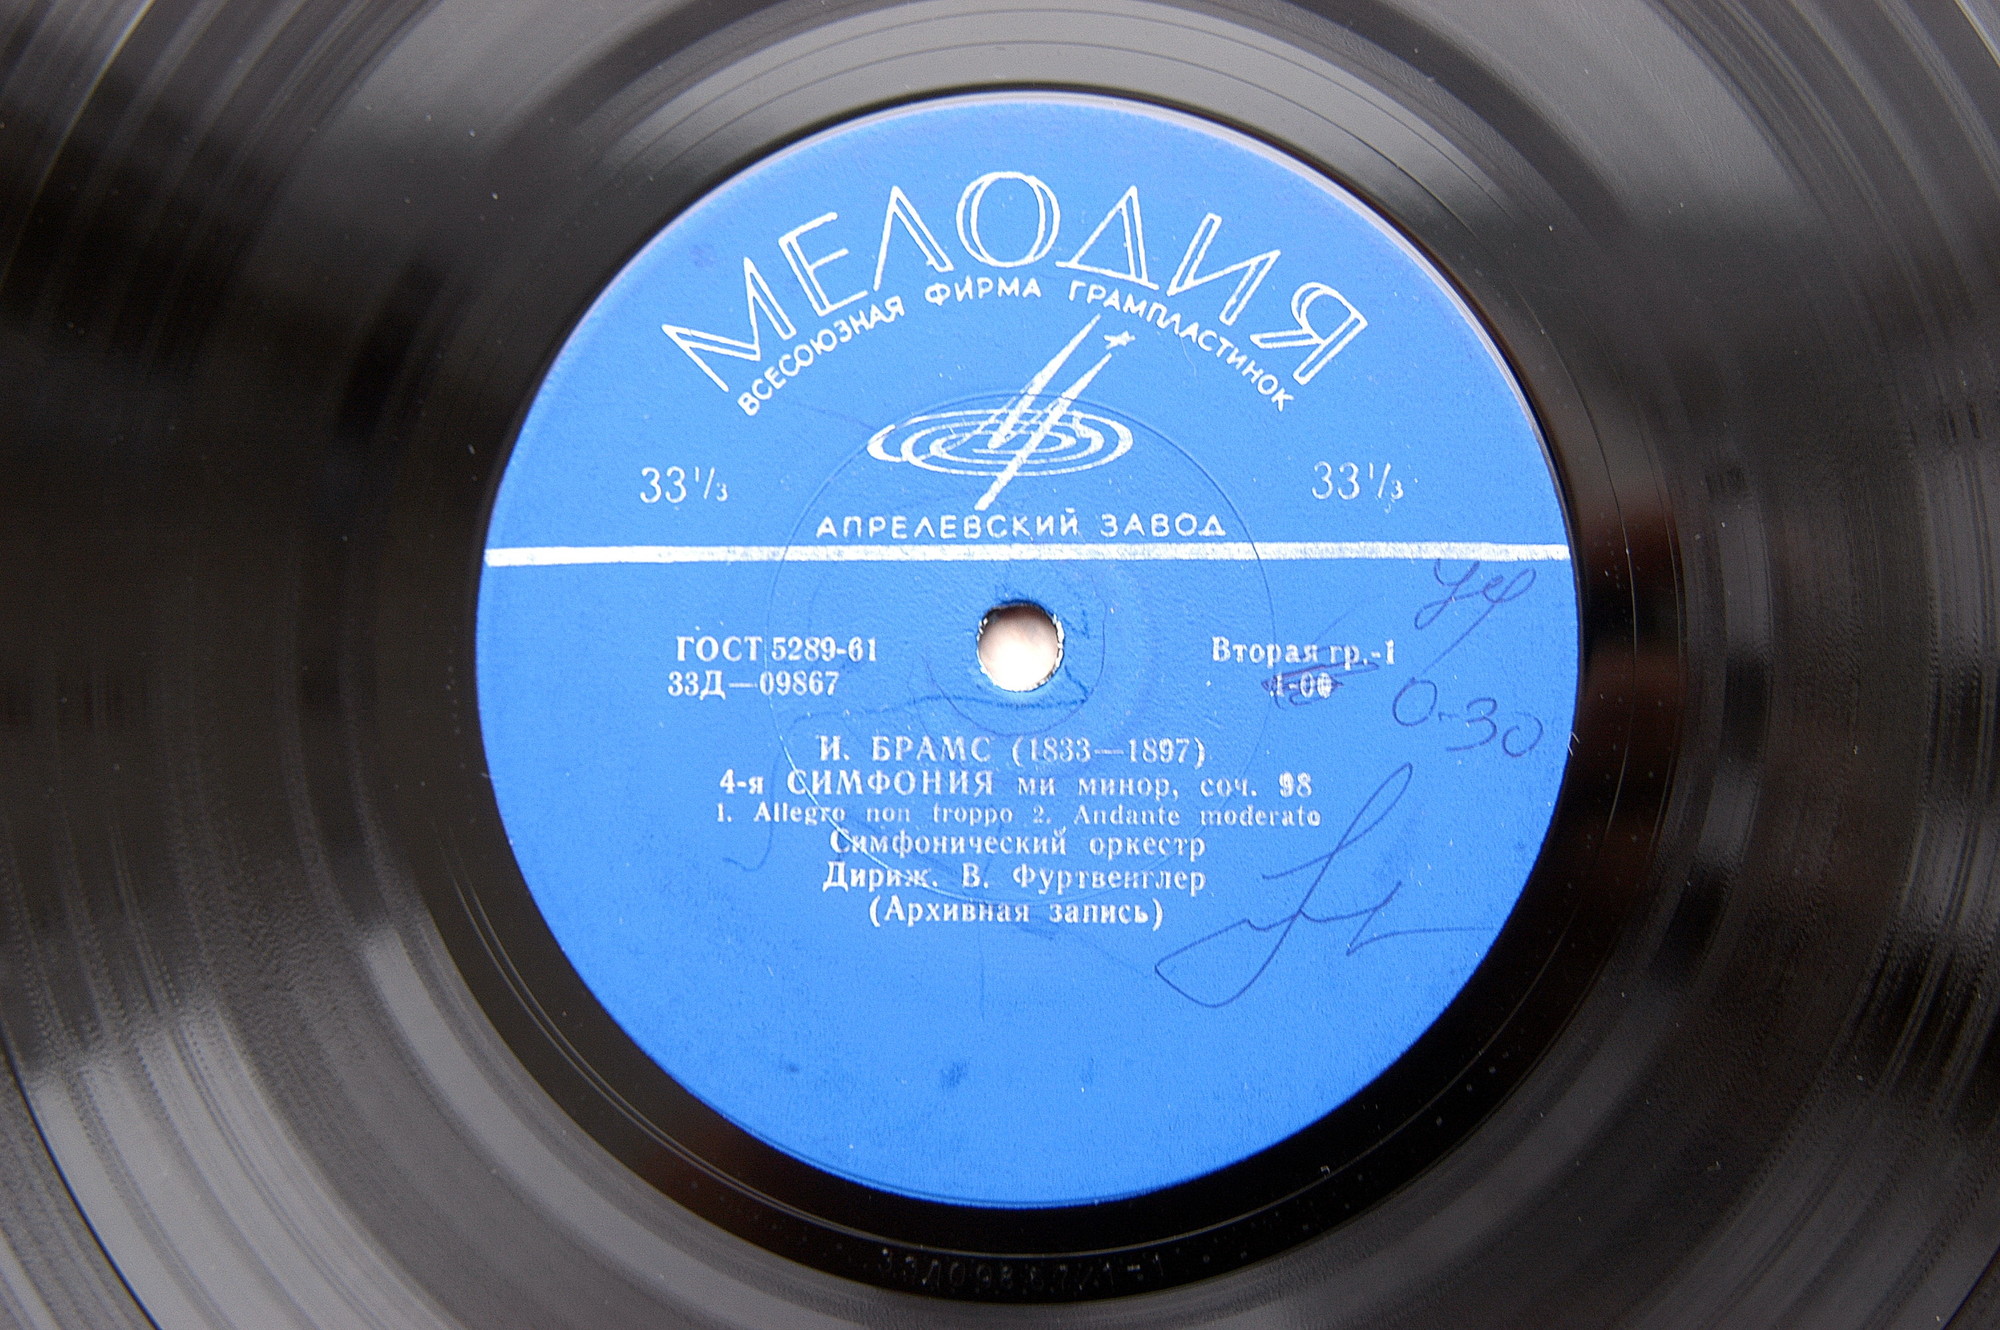 МЕЛОДИЯ
ВСЕСОЮЗНАЯ ФИРМА ГРАМПЛАСТИНОК
33⅓ 33⅓
АПРЕЛЕВСКИЙ ЗАВОД
ГОСТ 5289-61 Вторая гр.-1
33Д—09867 1-00
0-30
И. БРАМС (1833—1897)
4-я СИМФОНИЯ ми минор, соч. 98
1. Allegro non troppo 2. Andante moderato
Симфонический оркестр
Дириж. В. Фуртвенглер
(Архивная запись)